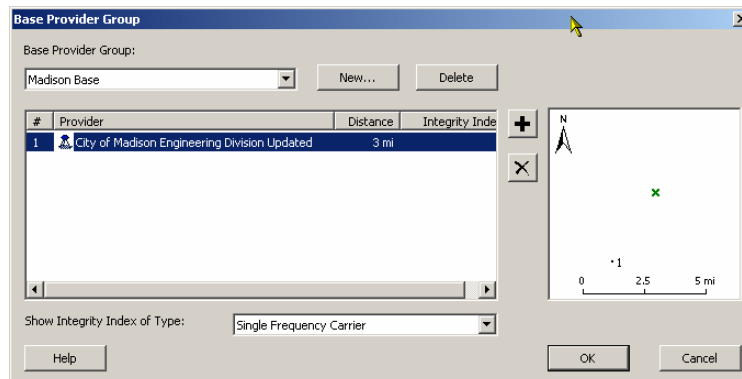 Base Provider Group
Base Provider Group:
Madison Base
New...
Delete
# Provider Distance Integrity Inde
1 City of Madison Engineering Division Updated 3 mi
N
1
0 2.5 5 mi
Show Integrity Index of Type:
Single Frequency Carrier
Help
OK
Cancel